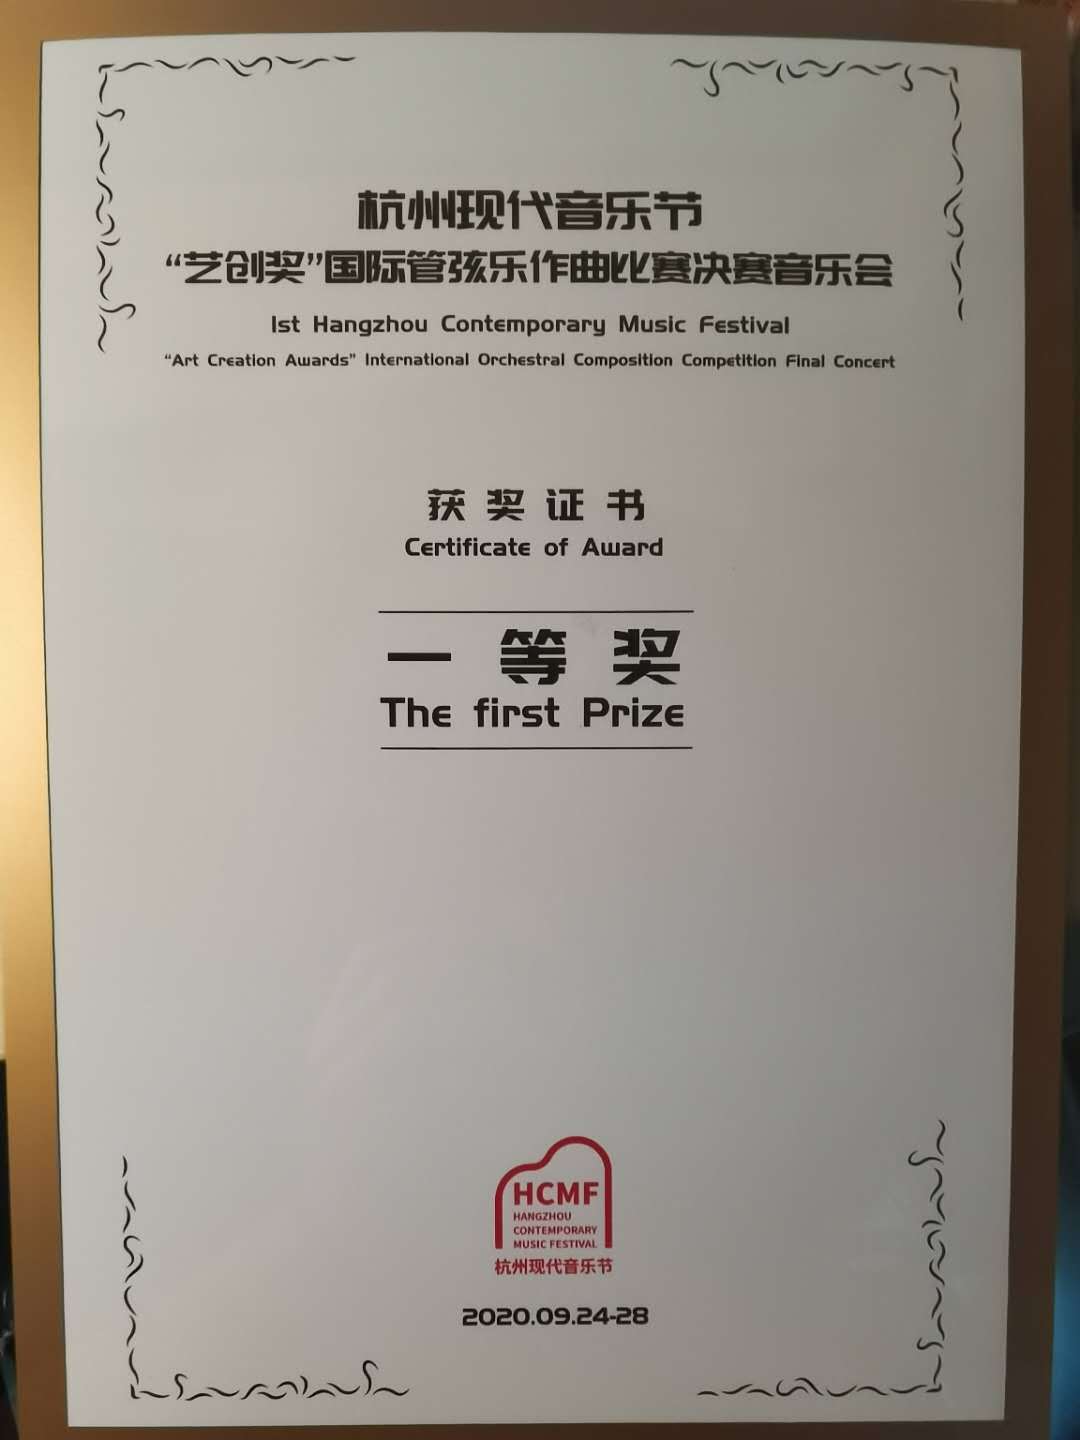 杭州现代音乐节
“艺创奖”国际管弦乐作曲比赛决赛音乐会
1st Hangzhou Contemporary Music Festival
“Art Creation Awards” International Orchestral Composition Competition Final Concert
获奖证书
Certificate of Award
一等奖
The first Prize
HCMF
HANGZHOU
CONTEMPORARY
MUSIC FESTIVAL
杭州现代音乐节
2020.09.24-28